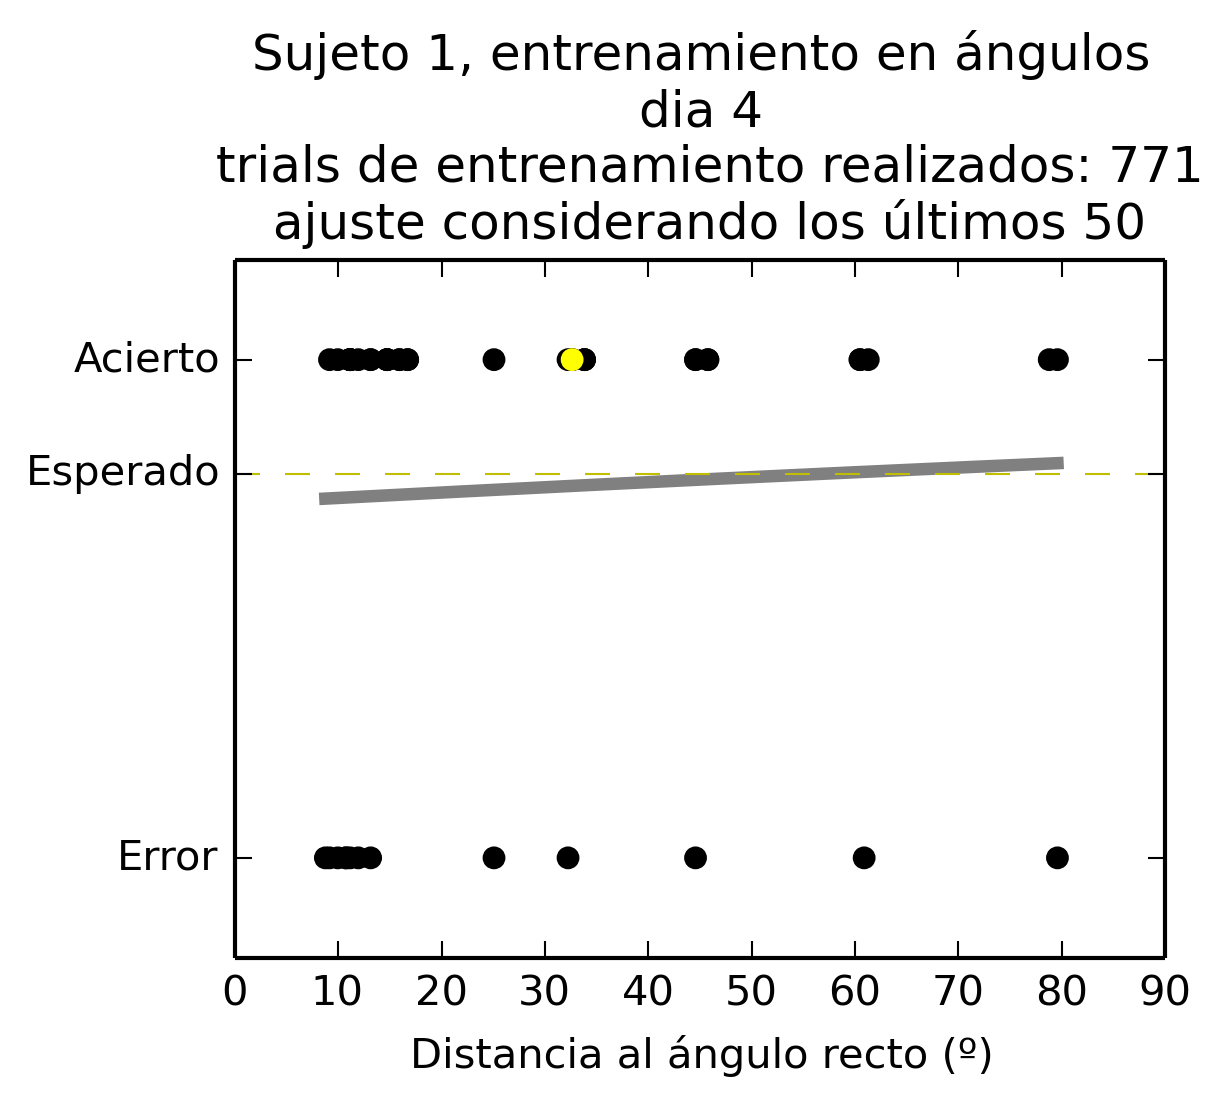 Sujeto 1, entrenamiento en ángulos
dia 4
trials de entrenamiento realizados: 771
ajuste considerando los últimos 50
Acierto
Esperado
Error
0 10 20 30 40 50 60 70 80 90
Distancia al ángulo recto (º)